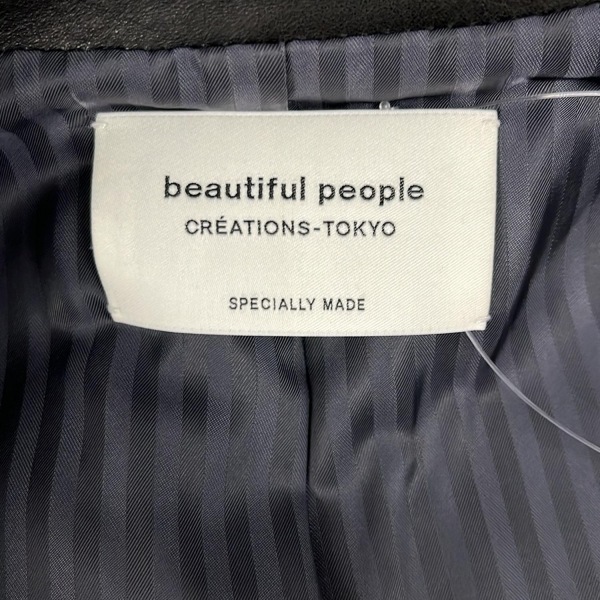 beautiful people
CRÉATIONS-TOKYO
SPECIALLY MADE